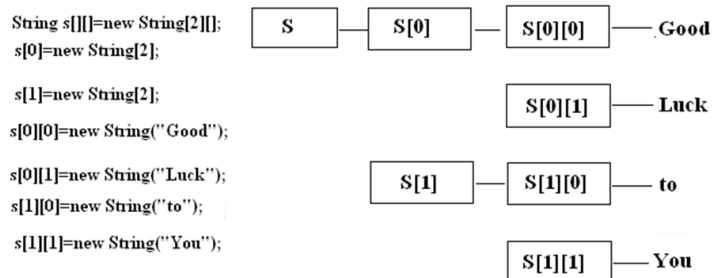 String s[][]=new String[2][];
s[0]=new String[2];
s[1]=new String[2];
s[0][0]=new String("Good");
s[0][1]=new String("Luck");
s[1][0]=new String("to");
s[1][1]=new String("You");
S S[0] S[0][0] Good
S[0][1] Luck
S[1] S[1][0] to
S[1][1] You